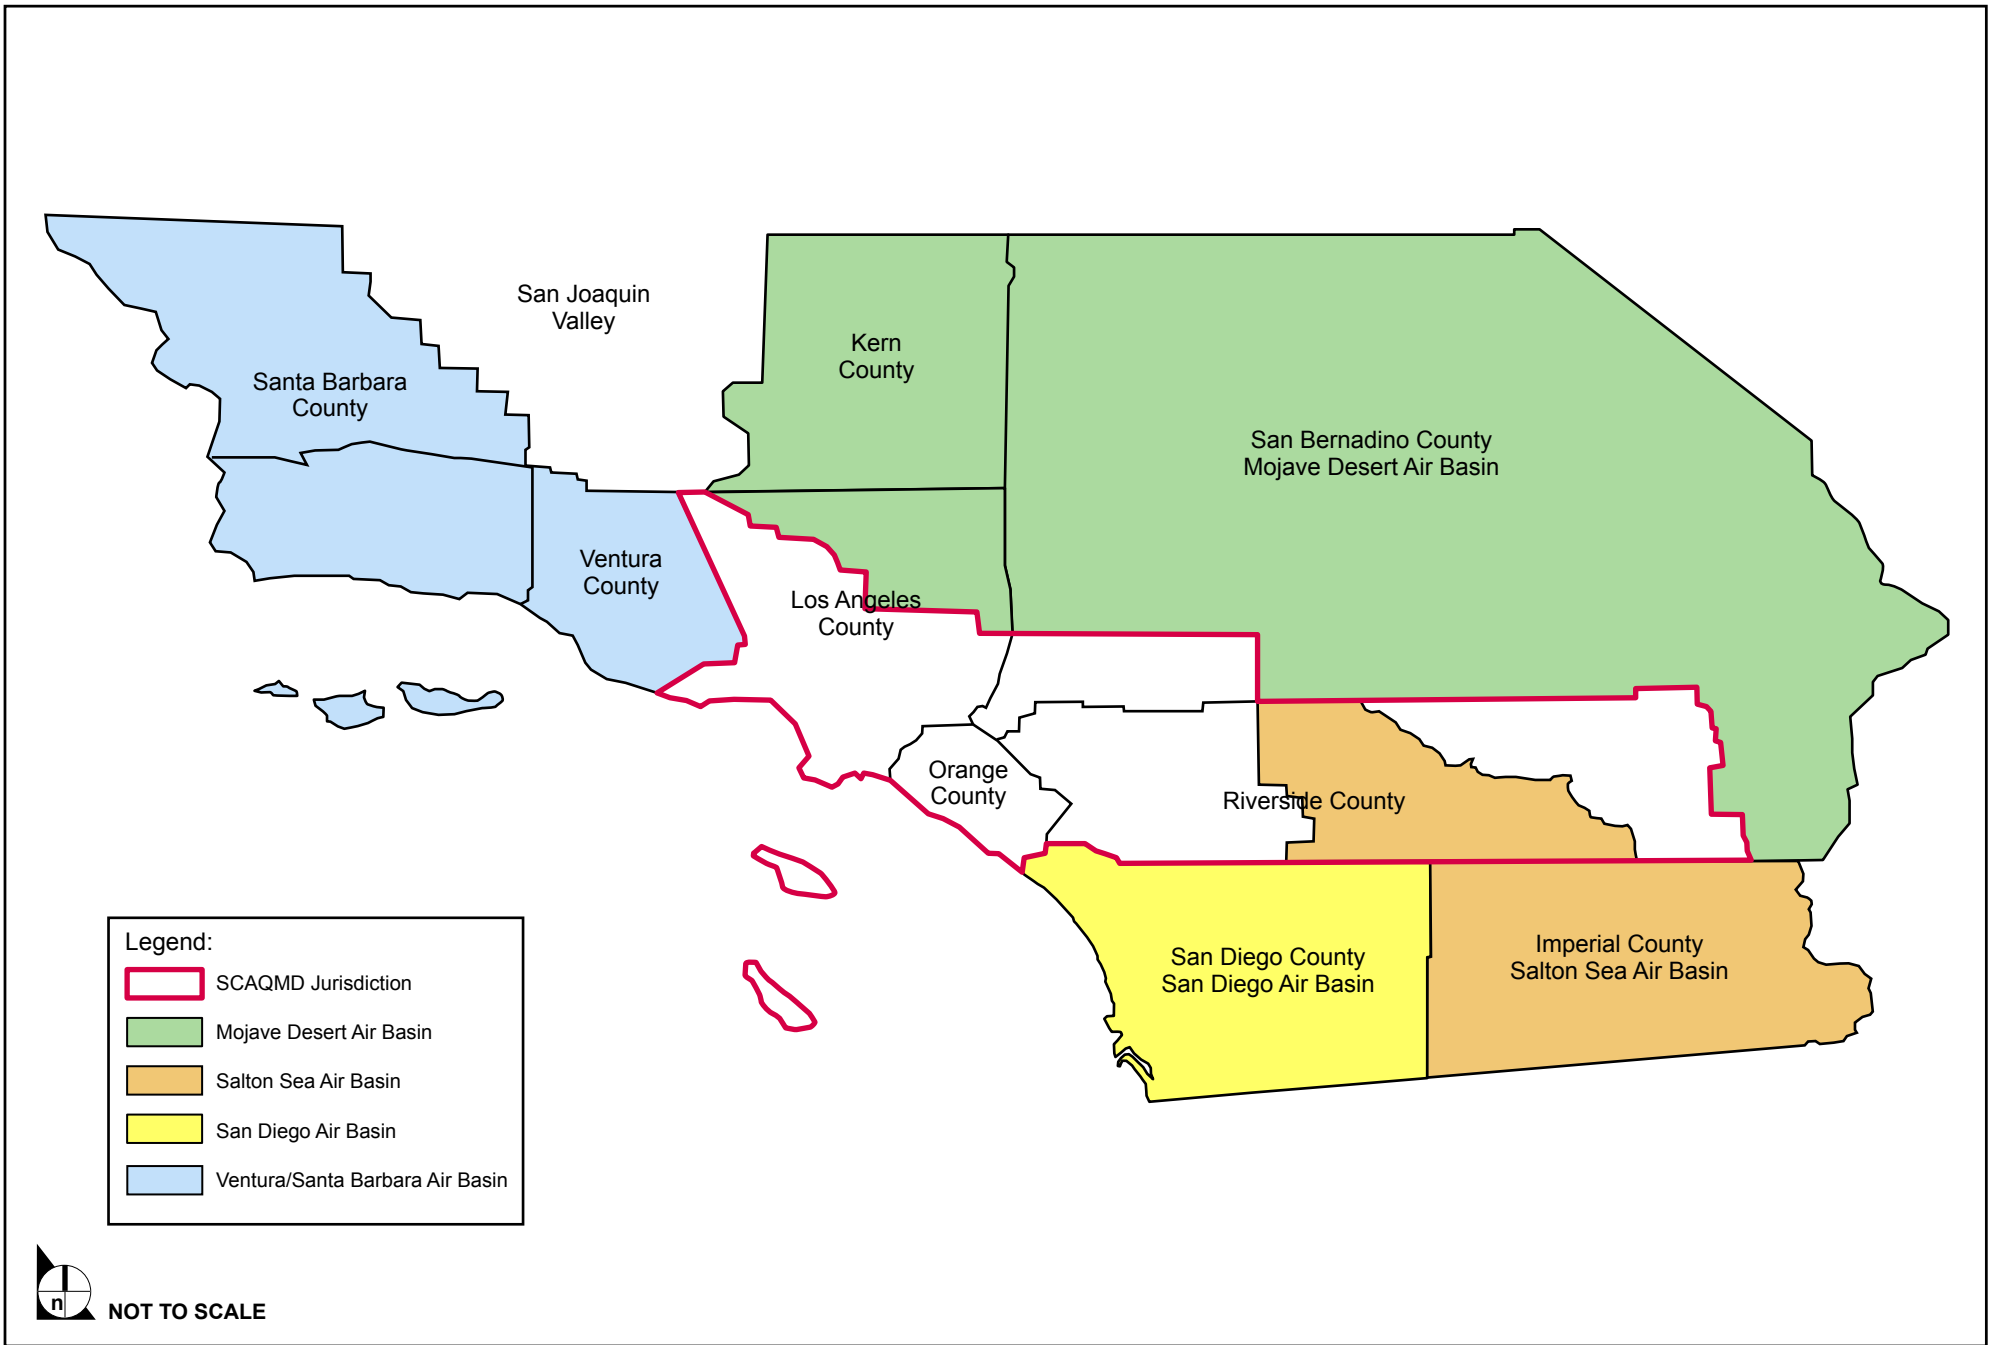 San Joaquin
Valley
Kern
County
Santa Barbara
County
San Bernadino County
Mojave Desert Air Basin
Ventura
County
Los Angeles
County
Orange
County
Riverside County
San Diego County
San Diego Air Basin
Imperial County
Salton Sea Air Basin
Legend:
SCAQMD Jurisdiction
Mojave Desert Air Basin
Salton Sea Air Basin
San Diego Air Basin
Ventura/Santa Barbara Air Basin
n
NOT TO SCALE